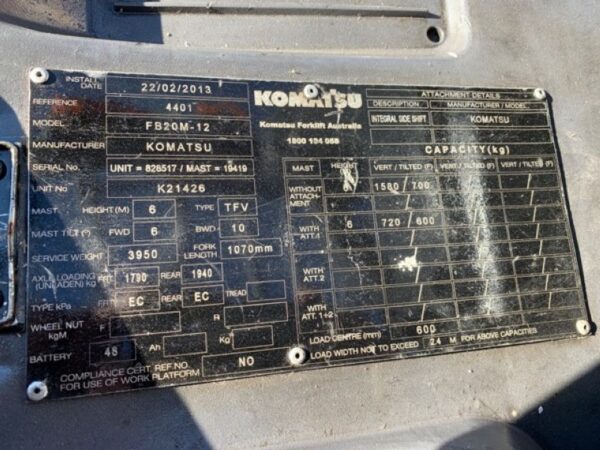 INSTALL DATE 22/02/2013
REFERENCE 4401
MODEL FB20M-12
MANUFACTURER KOMATSU
SERIAL No. UNIT = 828517 / MAST = 19419
UNIT No K21426
MAST HEIGHT(M) 6 TYPE TFV
MAST TILT(°) FWD 6 BWD 10
SERVICE WEIGHT 3950 FORK LENGTH 1070mm
AXLE LOADING (UNLADEN) kg FRT 1790 REAR 1940
TYPE kPa FRT EC REAR EC TREAD
WHEEL NUT kgM F R
BATTERY 48 Ah Kg
COMPLIANCE CERT. REF.NO. FOR USE OF WORK PLATFORM NO
KOMATSU
Komatsu Forklift Australia
ATTACHMENT DETAILS
DESCRIPTION MANUFACTURER / MODEL
INTEGRAL SIDE SHIFT KOMATSU
CAPACITY(kg)
MAST HEIGHT VERT / TILTED (F) VERT / TILTED (F) VERT / TILTED (F)
WITHOUT ATTACHMENT 700
WITH ATT.1 6 720 / 600
WITH ATT.2
WITH ATT. 1+2
LOAD CENTRE (mm) 600
LOAD WIDTH NOT TO EXCEED 2.4 M FOR ABOVE CAPACITIES